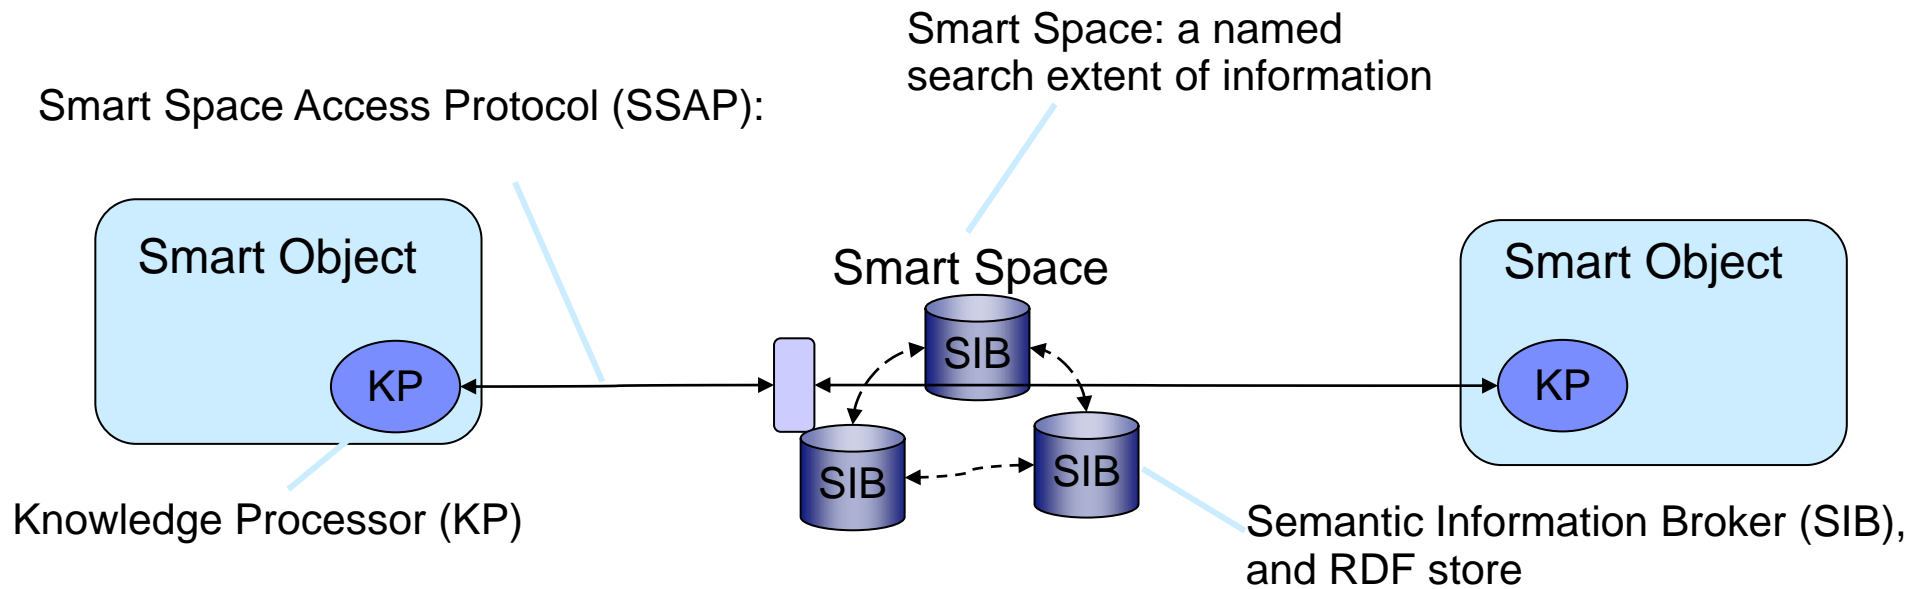 Smart Space: a named
search extent of information
Smart Space Access Protocol (SSAP):
Smart Object
Smart Space
Smart Object
SIB
KP
KP
SIB
SIB
Knowledge Processor (KP)
Semantic Information Broker (SIB),
and RDF store